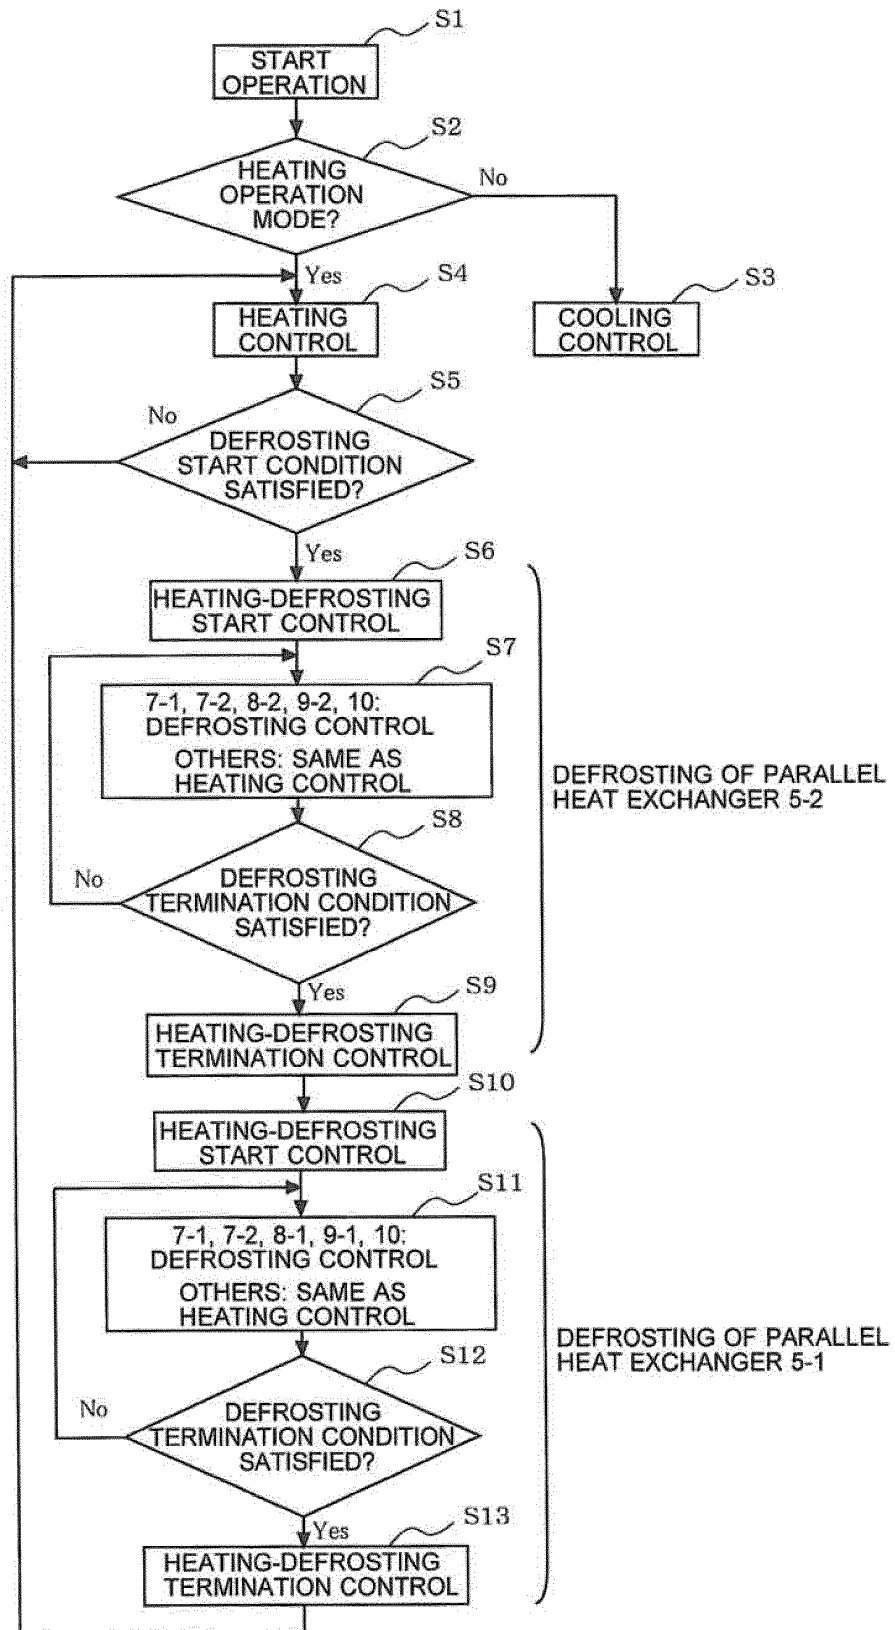 S1
START
OPERATION
S2
HEATING
OPERATION
MODE?
No
Yes
S4
HEATING
CONTROL
S3
COOLING
CONTROL
S5
No
DEFROSTING
START CONDITION
SATISFIED?
Yes
S6
HEATING-DEFROSTING
START CONTROL
S7
7-1, 7-2, 8-2, 9-2, 10:
DEFROSTING CONTROL
OTHERS: SAME AS
HEATING CONTROL
DEFROSTING OF PARALLEL
HEAT EXCHANGER 5-2
S8
No
DEFROSTING
TERMINATION CONDITION
SATISFIED?
Yes
S9
HEATING-DEFROSTING
TERMINATION CONTROL
S10
HEATING-DEFROSTING
START CONTROL
S11
7-1, 7-2, 8-1, 9-1, 10:
DEFROSTING CONTROL
OTHERS: SAME AS
HEATING CONTROL
DEFROSTING OF PARALLEL
HEAT EXCHANGER 5-1
S12
No
DEFROSTING
TERMINATION CONDITION
SATISFIED?
Yes
S13
HEATING-DEFROSTING
TERMINATION CONTROL